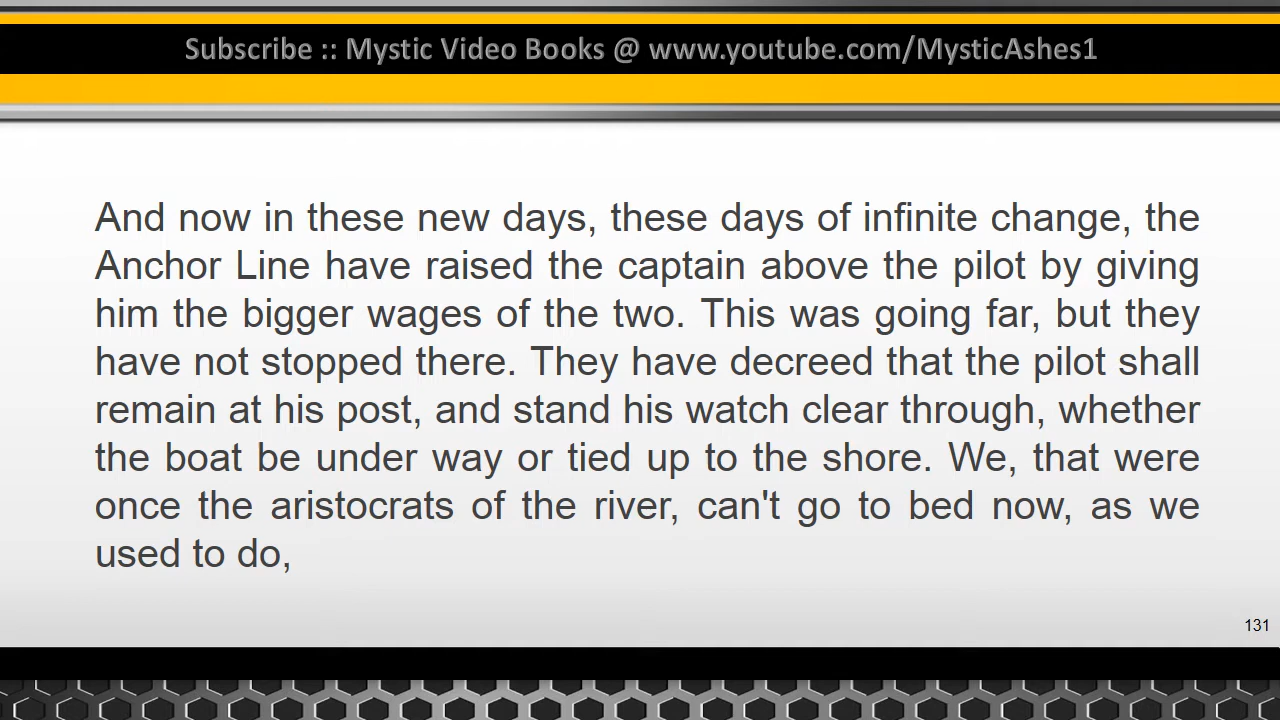 Subscribe :: Mystic Video Books @ www.youtube.com/MysticAshes1
And now in these new days, these days of infinite change, the
Anchor Line have raised the captain above the pilot by giving
him the bigger wages of the two. This was going far, but they
have not stopped there. They have decreed that the pilot shall
remain at his post, and stand his watch clear through, whether
the boat be under way or tied up to the shore. We, that were
once the aristocrats of the river, can't go to bed now, as we
used to do,
131